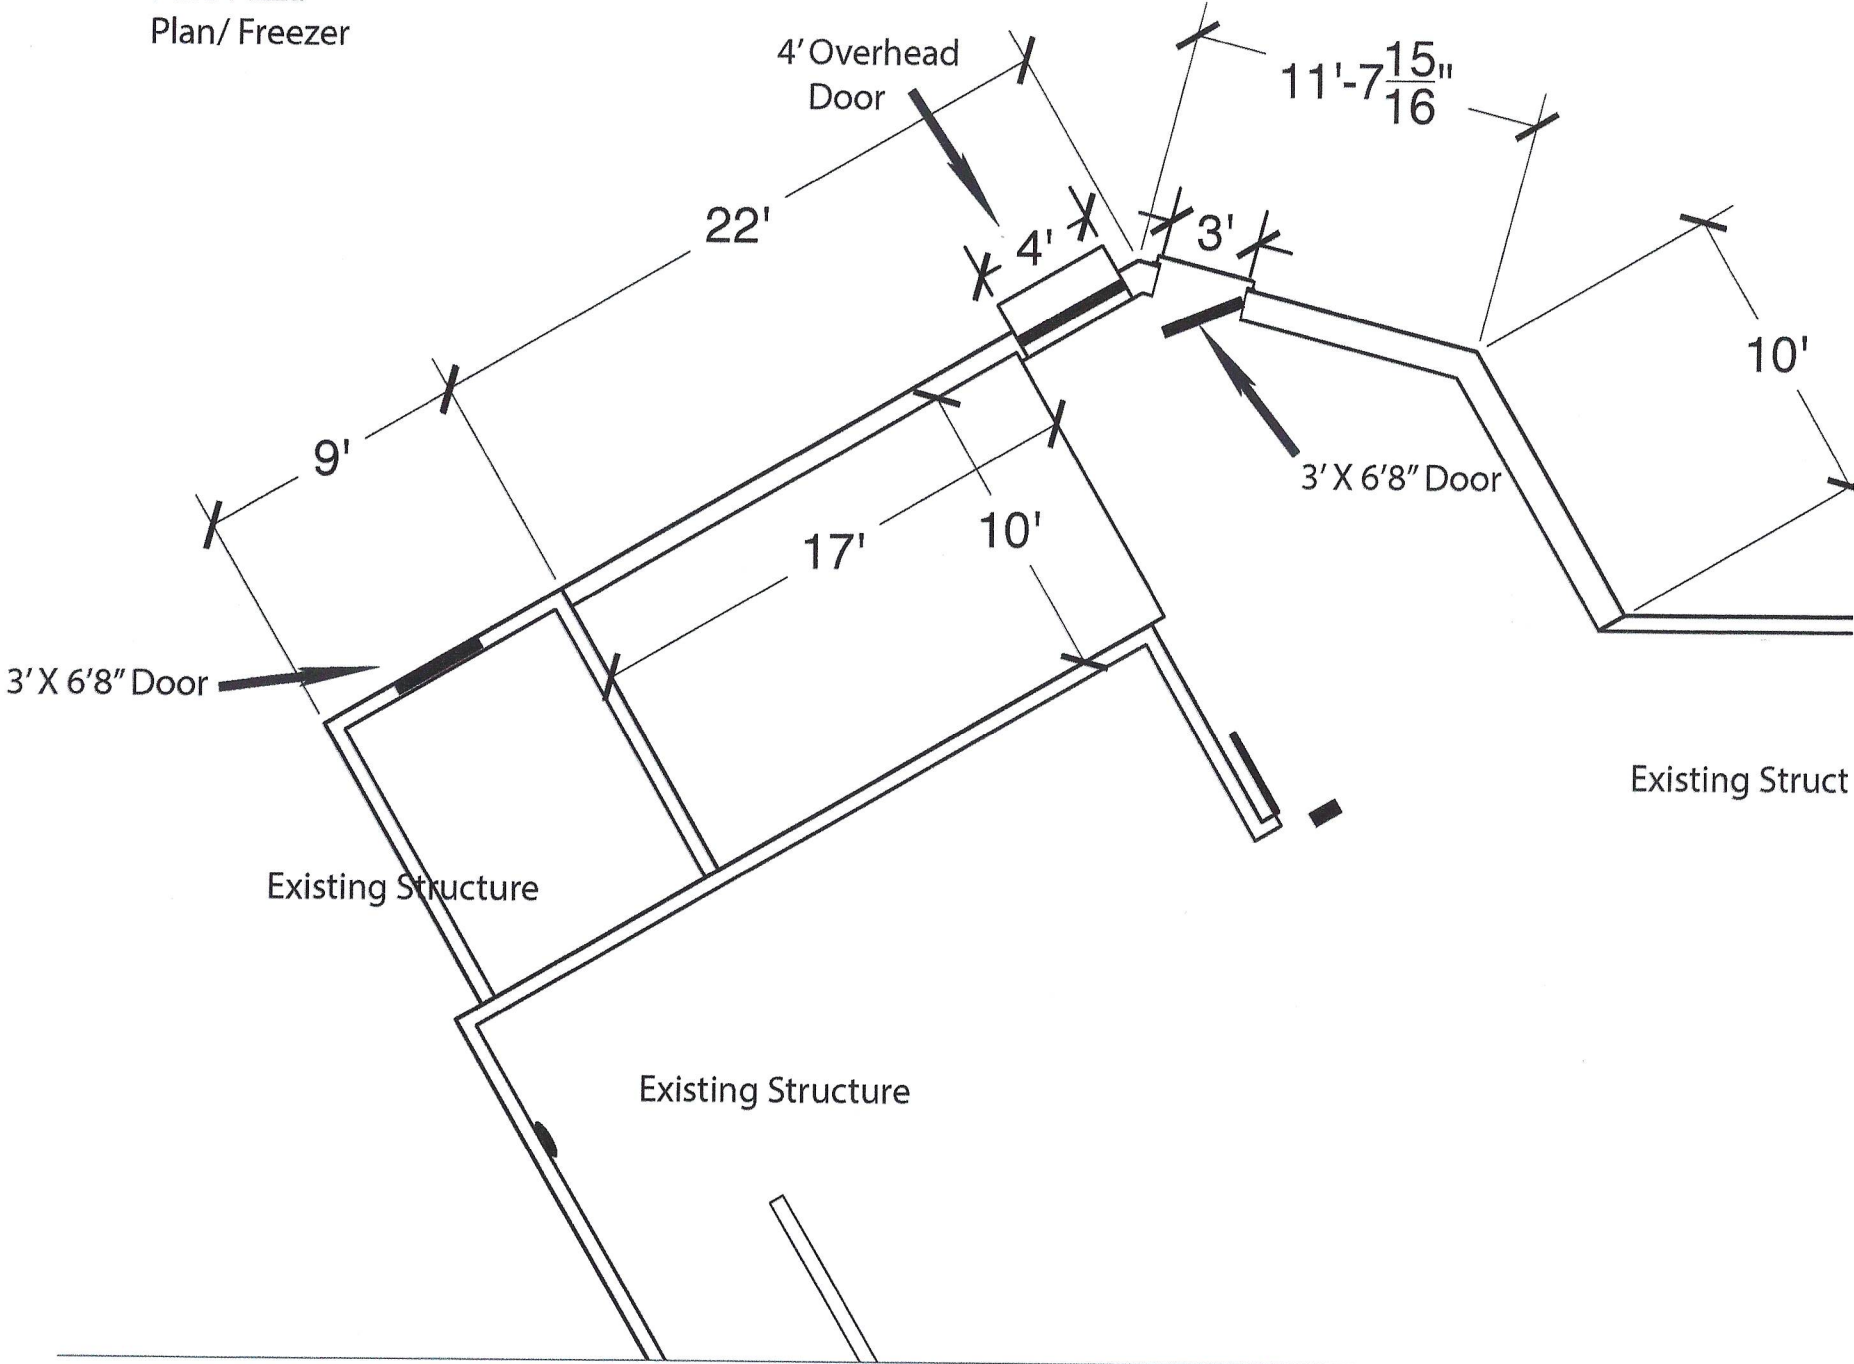 Plan/ Freezer
4' Overhead
Door
11'-7 15/16"
22'
4'
3'
10'
9'
3' X 6'8" Door
17'
10'
3' X 6'8" Door
Existing Struct
Existing Structure
Existing Structure